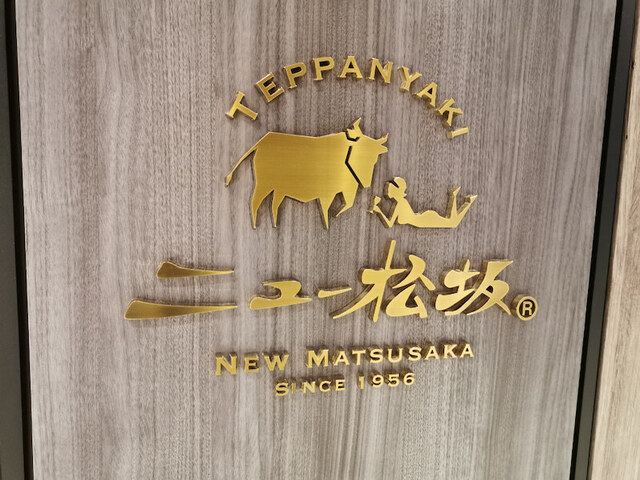 TEPPANYAKI
ニュー松坂®
NEW MATSUSAKA
SINCE 1956